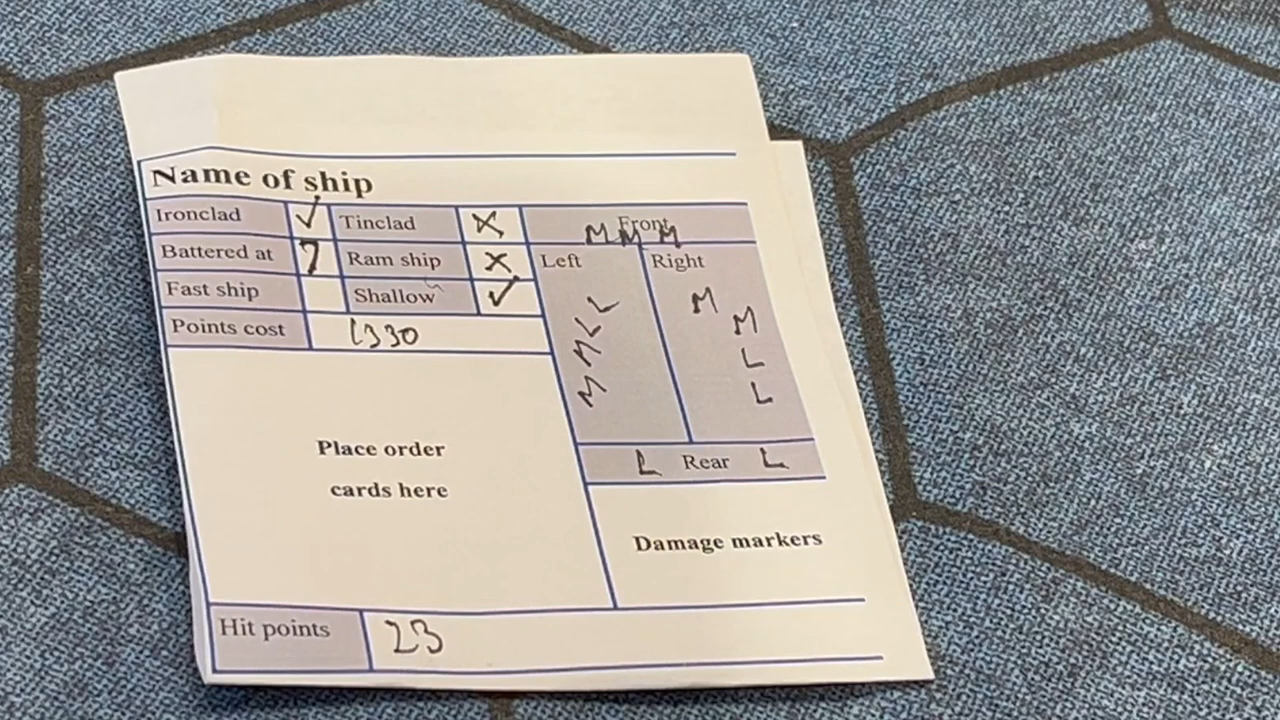 Name of ship
Ironclad ✓ Tinclad X Front
M M M
Battered at 7 Ram ship X Left Right
Fast ship Shallow ✓
Points cost 1330
L M
L M
M L
M L
Place order
cards here
L Rear L
Damage markers
Hit points 23